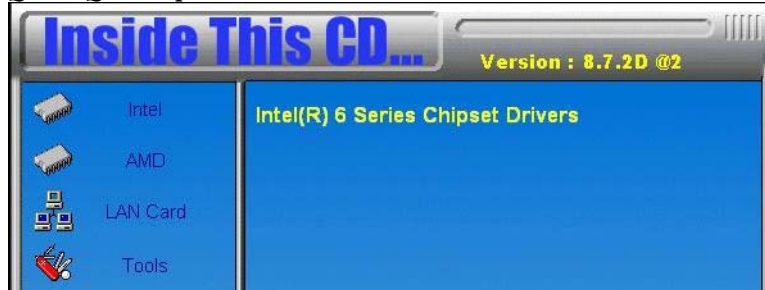 Inside This CD...
Version : 8.7.2D @2
Intel
AMD
LAN Card
Tools
Intel(R) 6 Series Chipset Drivers